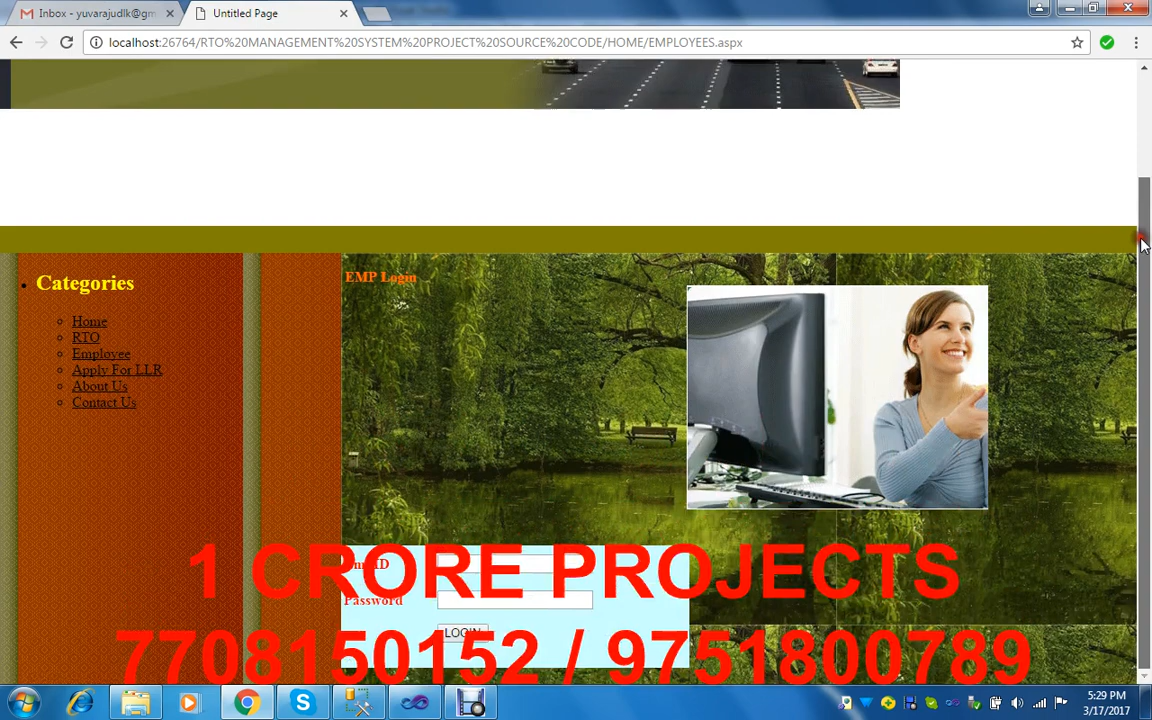 Inbox - yuvarajudlk@gm
Untitled Page
localhost:26764/RTO%20MANAGEMENT%20SYSTEM%20PROJECT%20SOURCE%20CODE/HOME/EMPLOYEES.aspx
Categories
Home
RTO
Employee
Apply For LLR
About Us
Contact Us
EMP Login
ID
Password
LOGIN
1 CRORE PROJECTS
7708150152 / 9751800789
5:29 PM
3/17/2017